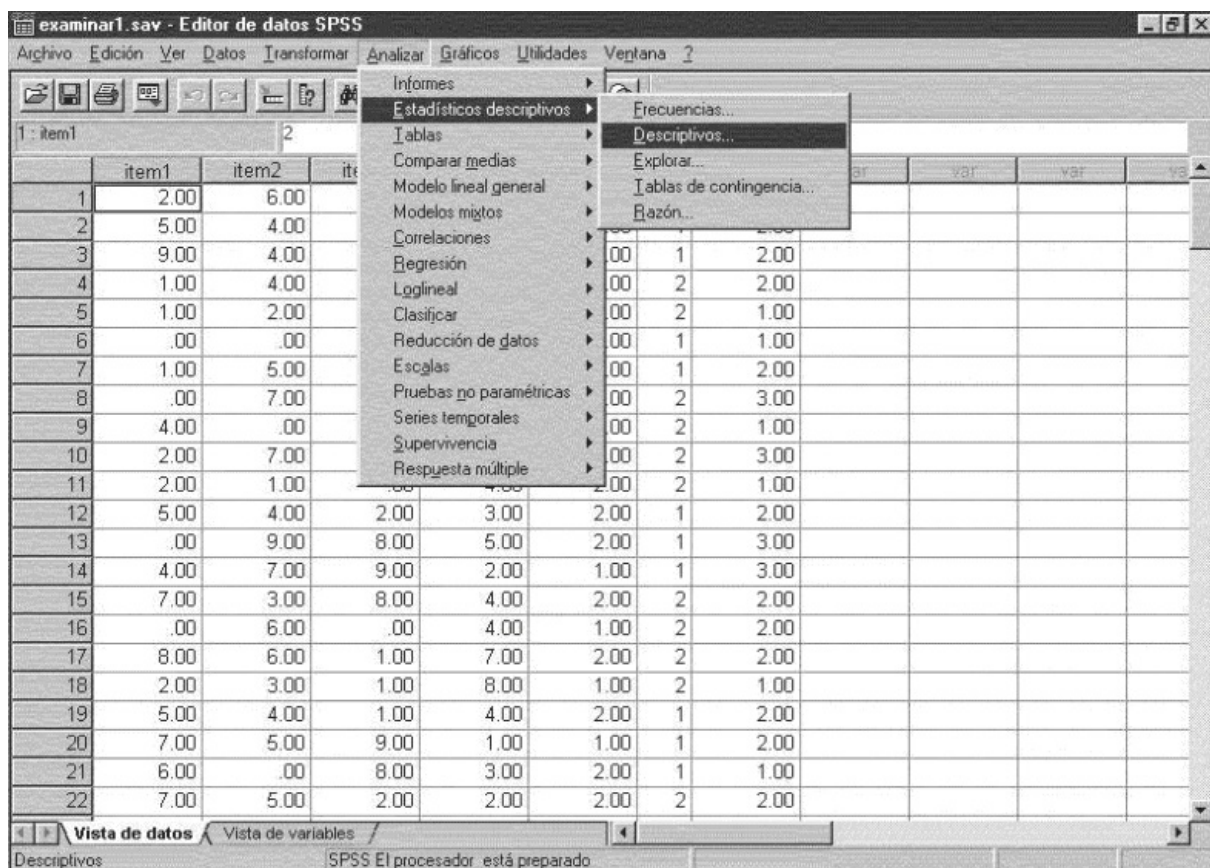 examinar1.sav - Editor de datos SPSS
Archivo Edición Ver Datos Transformar Analizar Gráficos Utilidades Ventana ?
Informes
Estadísticos descriptivos
Tablas
Comparar medias
Modelo lineal general
Modelos mixtos
Correlaciones
Regresión
Loglineal
Clasificar
Reducción de datos
Escalas
Pruebas no paramétricas
Series temporales
Supervivencia
Respuesta múltiple
Frecuencias...
Descriptivos...
Explorar...
Tablas de contingencia...
Razón...
1 : item1 2
item1 item2 ite var var
1 2.00 6.00
2 5.00 4.00 1
3 9.00 4.00 .00 1 2.00
4 1.00 4.00 .00 2 2.00
5 1.00 2.00 .00 2 1.00
6 .00 .00 .00 1 1.00
7 1.00 5.00 .00 1 2.00
8 .00 7.00 .00 2 3.00
9 4.00 .00 .00 2 1.00
10 2.00 7.00 .00 2 3.00
11 2.00 1.00 .00 4.00 2.00 2 1.00
12 5.00 4.00 2.00 3.00 2.00 1 2.00
13 .00 9.00 8.00 5.00 2.00 1 3.00
14 4.00 7.00 9.00 2.00 1.00 1 3.00
15 7.00 3.00 8.00 4.00 2.00 2 2.00
16 .00 6.00 .00 4.00 1.00 2 2.00
17 8.00 6.00 1.00 7.00 2.00 2 2.00
18 2.00 3.00 1.00 8.00 1.00 2 1.00
19 5.00 4.00 1.00 4.00 2.00 1 2.00
20 7.00 5.00 9.00 1.00 1.00 1 2.00
21 6.00 .00 8.00 3.00 2.00 1 1.00
22 7.00 5.00 2.00 2.00 2.00 2 2.00
Vista de datos Vista de variables
Descriptivos SPSS El procesador está preparado